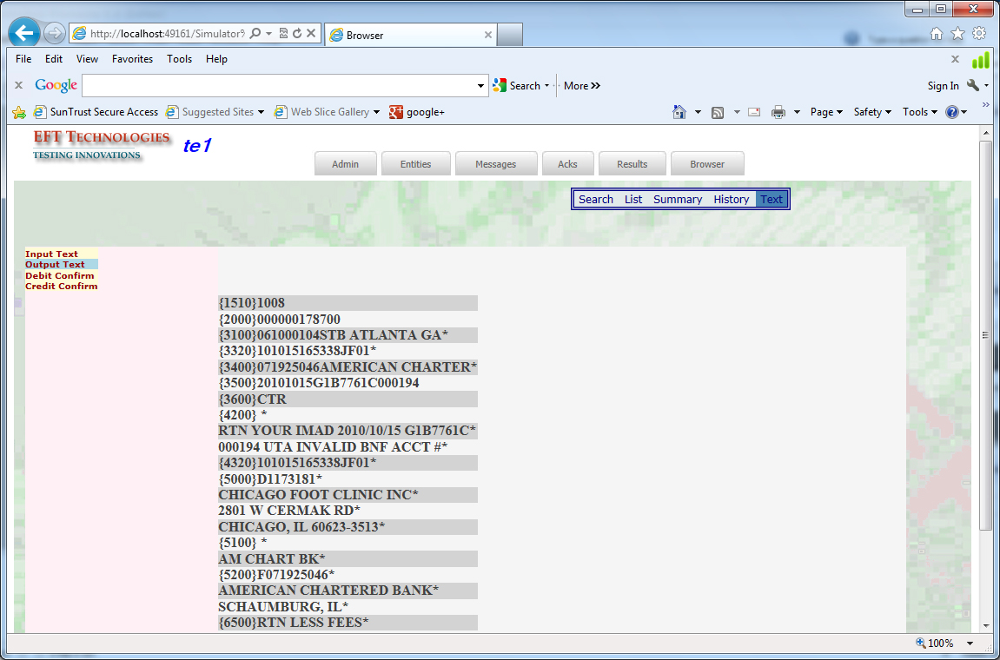 http://localhost:49161/Simulator9
Browser
File Edit View Favorites Tools Help
Google Search More »
Sign In
SunTrust Secure Access Suggested Sites Web Slice Gallery google+
Page Safety Tools
EFT TECHNOLOGIES
TESTING INNOVATIONS
te1
Admin Entities Messages Acks Results Browser
Search List Summary History Text
Input Text
Output Text
Debit Confirm
Credit Confirm
{1510}1008
{2000}000000178700
{3100}061000104STB ATLANTA GA*
{3320}101015165338JF01*
{3400}071925046AMERICAN CHARTER*
{3500}20101015G1B7761C000194
{3600}CTR
{4200} *
RTN YOUR IMAD 2010/10/15 G1B7761C*
000194 UTA INVALID BNF ACCT #*
{4320}101015165338JF01*
{5000}D1173181*
CHICAGO FOOT CLINIC INC*
2801 W CERMAK RD*
CHICAGO, IL 60623-3513*
{5100} *
AM CHART BK*
{5200}F071925046*
AMERICAN CHARTERED BANK*
SCHAUMBURG, IL*
{6500}RTN LESS FEES*
100%